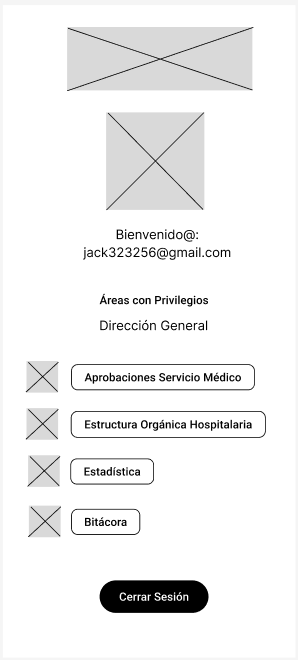 Bienvenido@:
jack323256@gmail.com
Áreas con Privilegios
Dirección General
Aprobaciones Servicio Médico
Estructura Orgánica Hospitalaria
Estadística
Bitácora
Cerrar Sesión